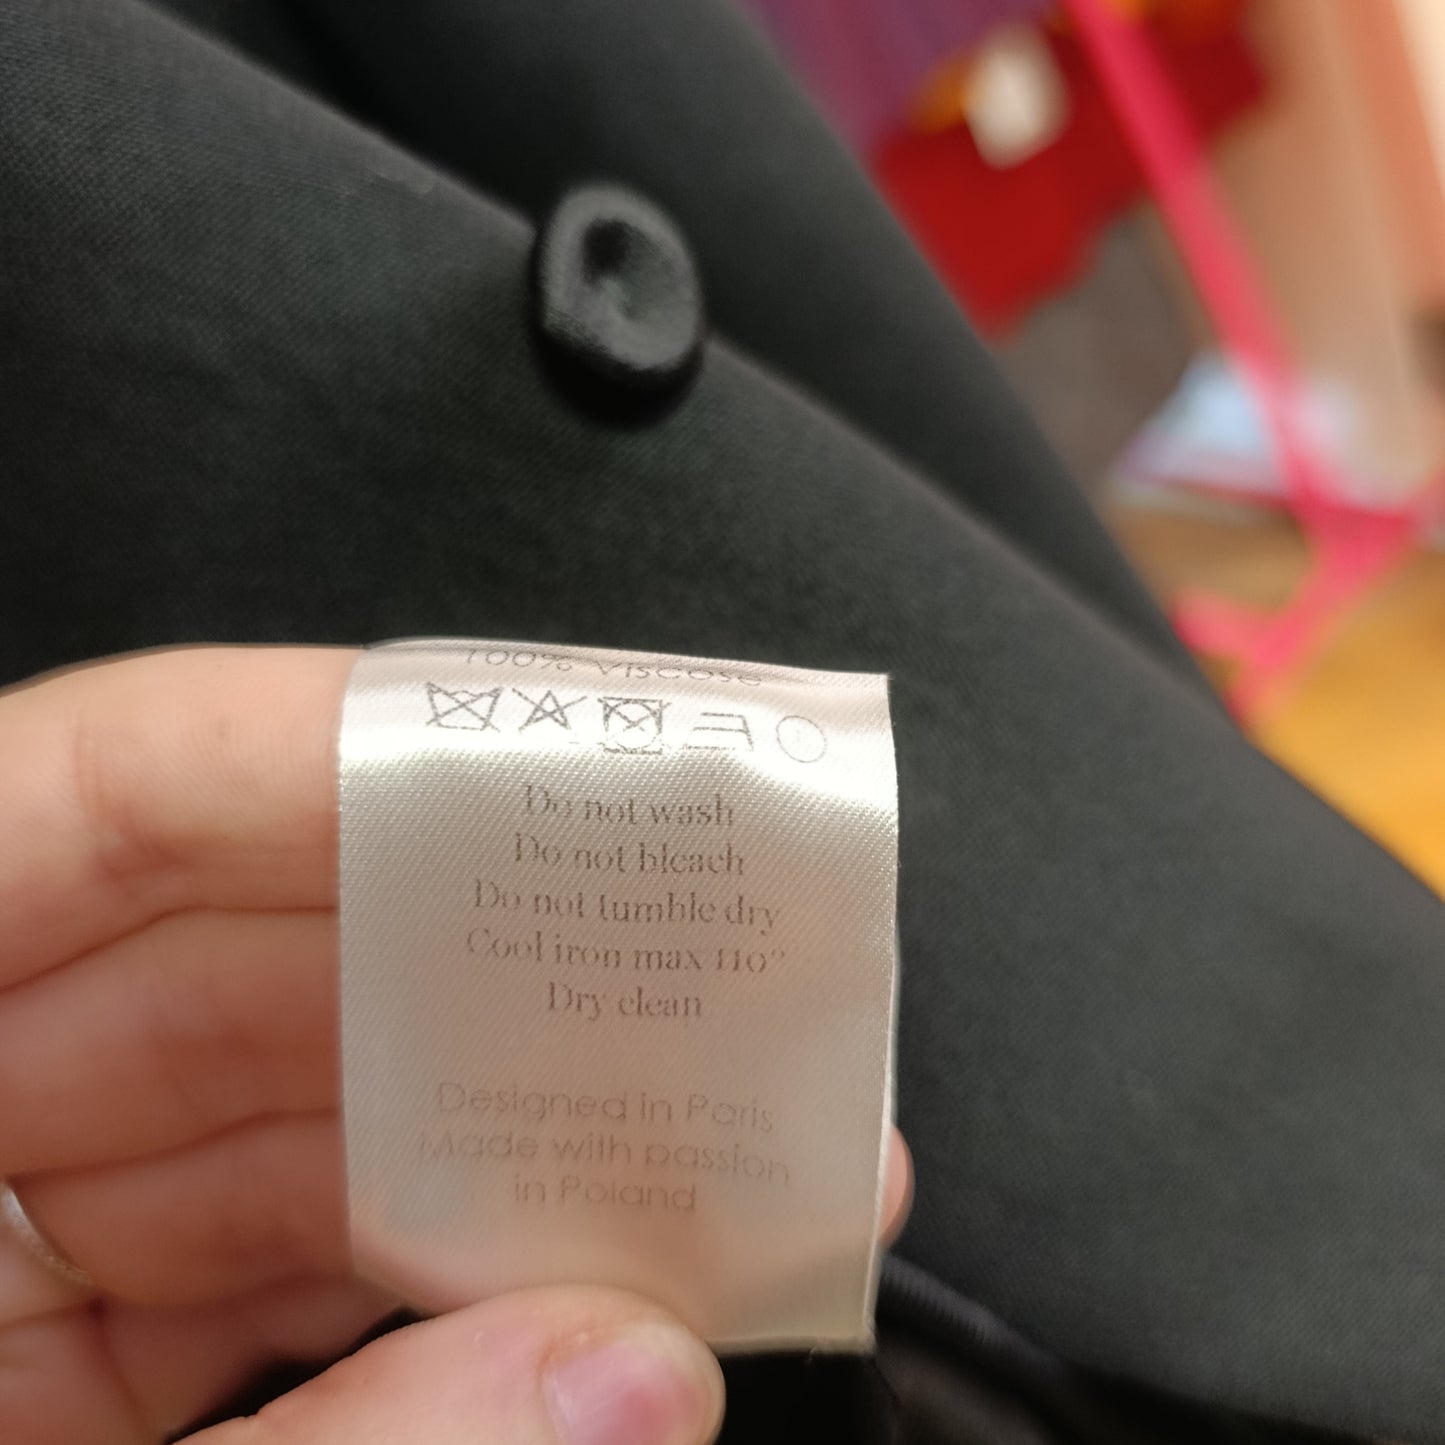 100% Viscose
Do not wash
Do not bleach
Do not tumble dry
Cool iron max 110°
Dry clean
Designed in Paris
Made with passion
in Poland